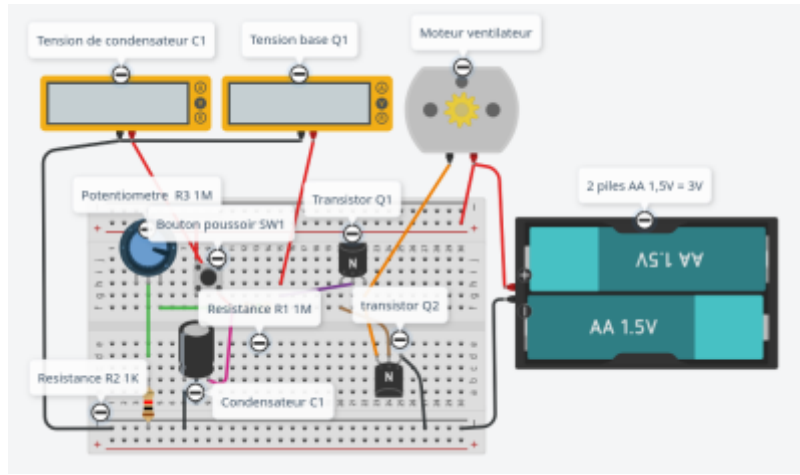 Tension de condensateur C1
Tension base Q1
Moteur ventilateur
Potentiometre R3 1M
Bouton poussoir SW1
Transistor Q1
2 piles AA 1,5V = 3V
AA 1.5V
AA 1.5V
Resistance R1 1M
transistor Q2
Resistance R2 1K
Condensateur C1
N
N